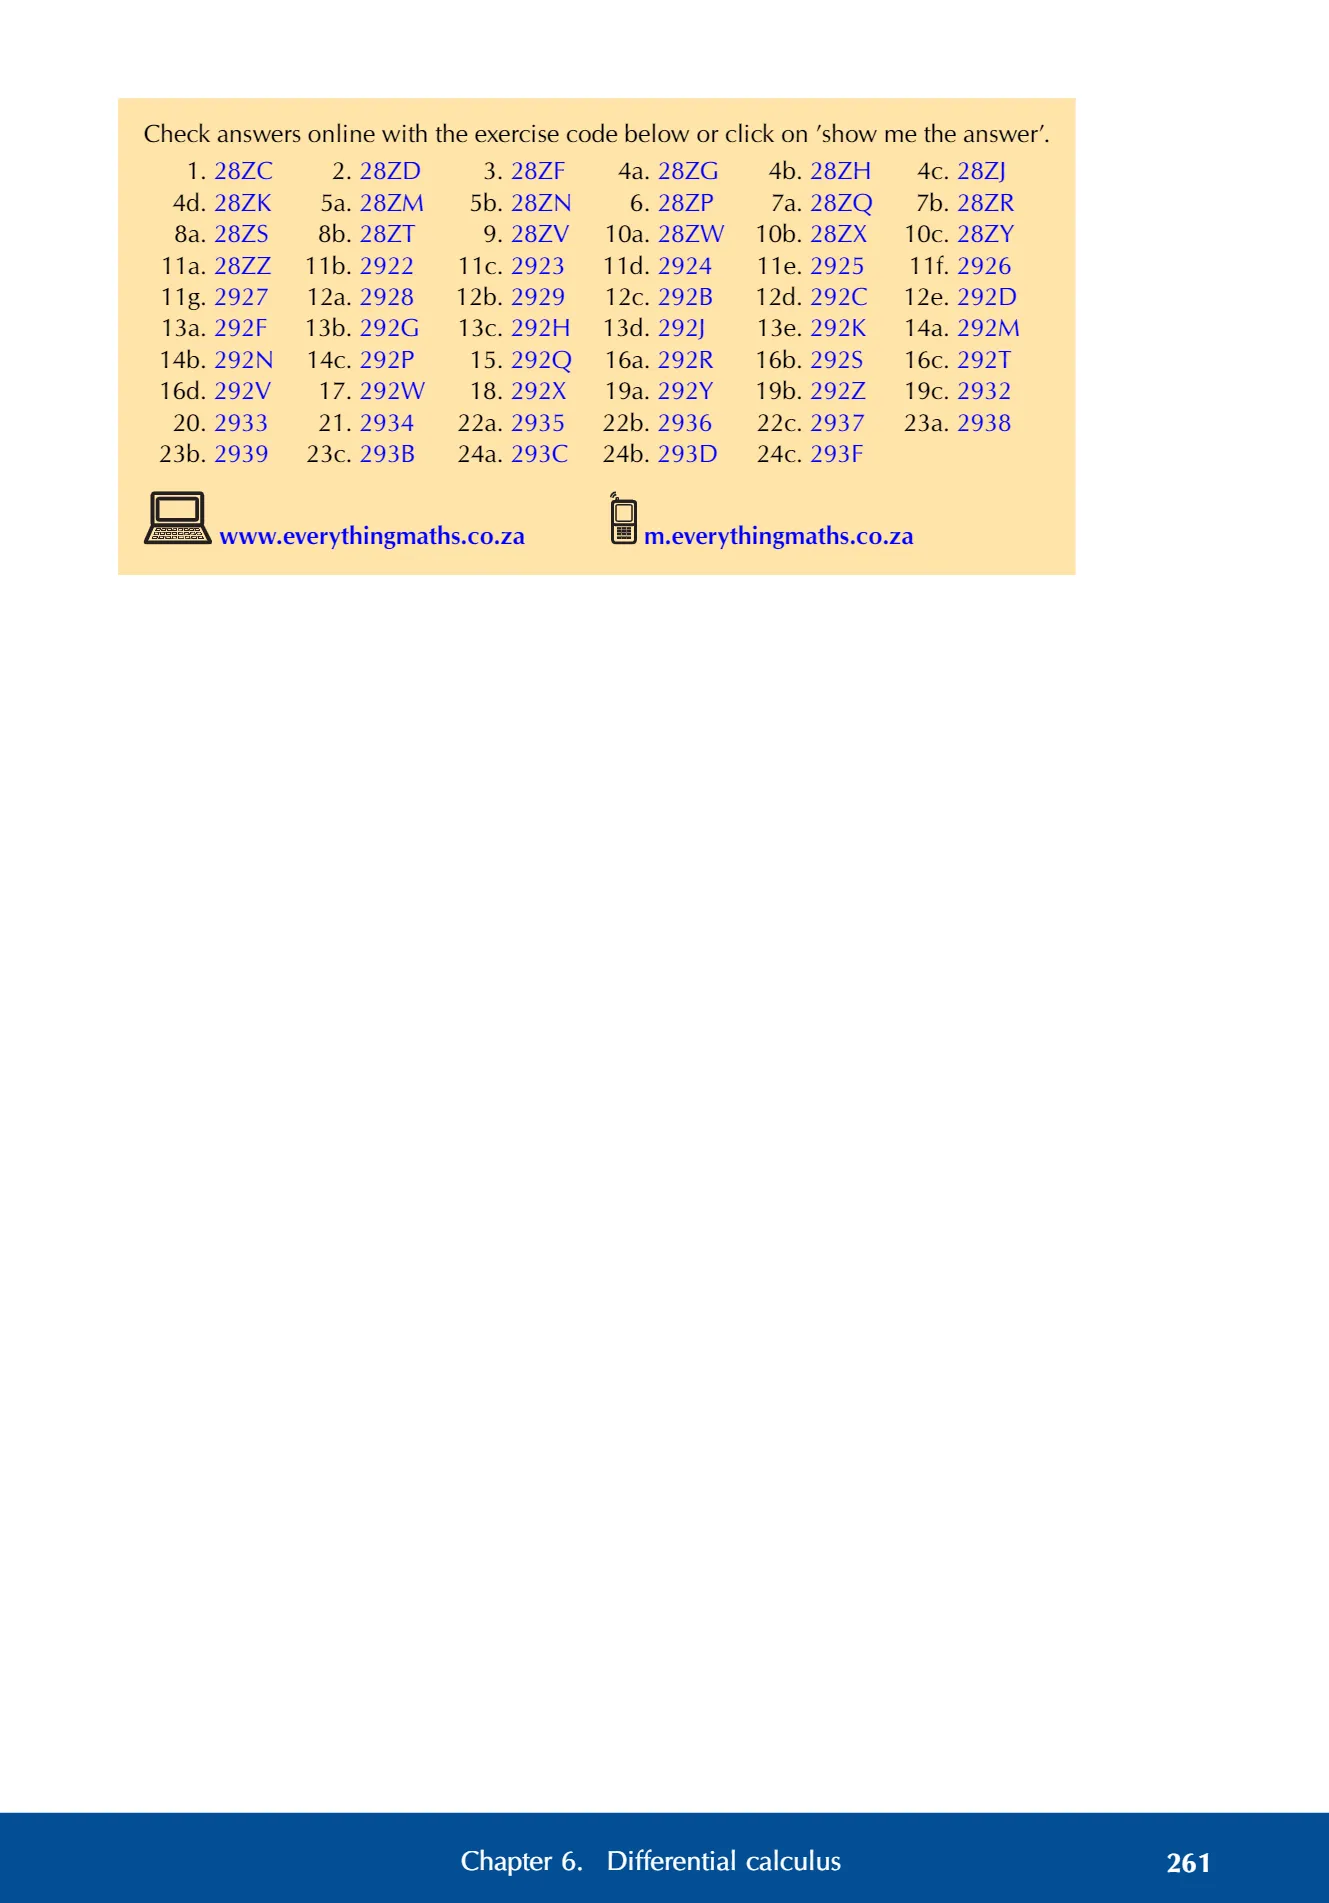 Check answers online with the exercise code below or click on ’show me the answer’.
1. 28ZC 2. 28ZD 3. 28ZF 4a. 28ZG 4b. 28ZH 4c. 28ZJ
4d. 28ZK 5a. 28ZM 5b. 28ZN 6. 28ZP 7a. 28ZQ 7b. 28ZR
8a. 28ZS 8b. 28ZT 9. 28ZV 10a. 28ZW 10b. 28ZX 10c. 28ZY
11a. 28ZZ 11b. 2922 11c. 2923 11d. 2924 11e. 2925 11f. 2926
11g. 2927 12a. 2928 12b. 2929 12c. 292B 12d. 292C 12e. 292D
13a. 292F 13b. 292G 13c. 292H 13d. 292J 13e. 292K 14a. 292M
14b. 292N 14c. 292P 15. 292Q 16a. 292R 16b. 292S 16c. 292T
16d. 292V 17. 292W 18. 292X 19a. 292Y 19b. 292Z 19c. 2932
20. 2933 21. 2934 22a. 2935 22b. 2936 22c. 2937 23a. 2938
23b. 2939 23c. 293B 24a. 293C 24b. 293D 24c. 293F
www.everythingmaths.co.za m.everythingmaths.co.za
Chapter 6. Differential calculus 261